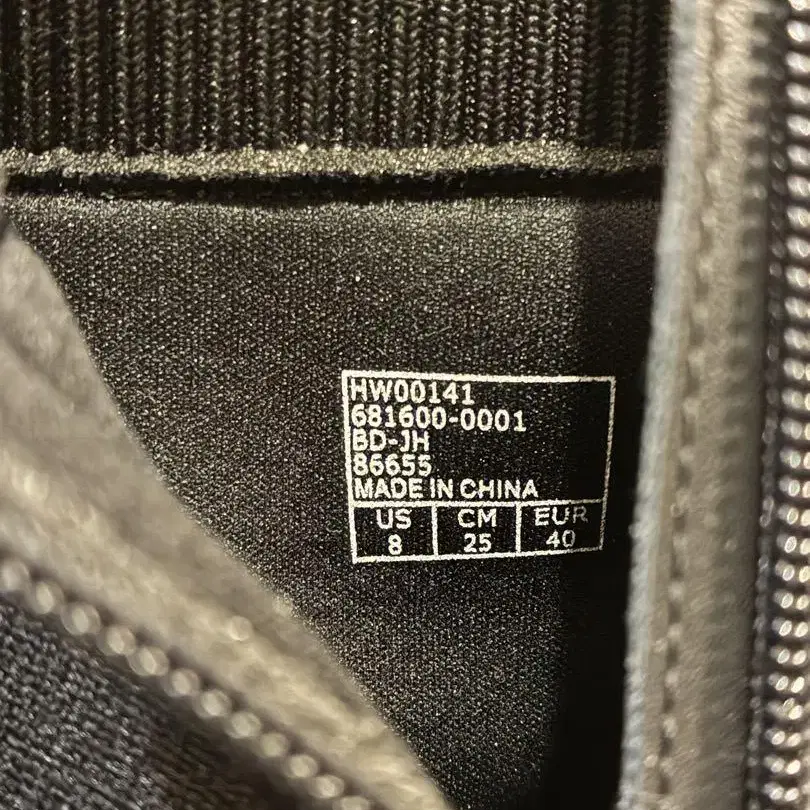 HW00141
681600-0001
BD-JH
86655
MADE IN CHINA
US CM EUR
8 25 40